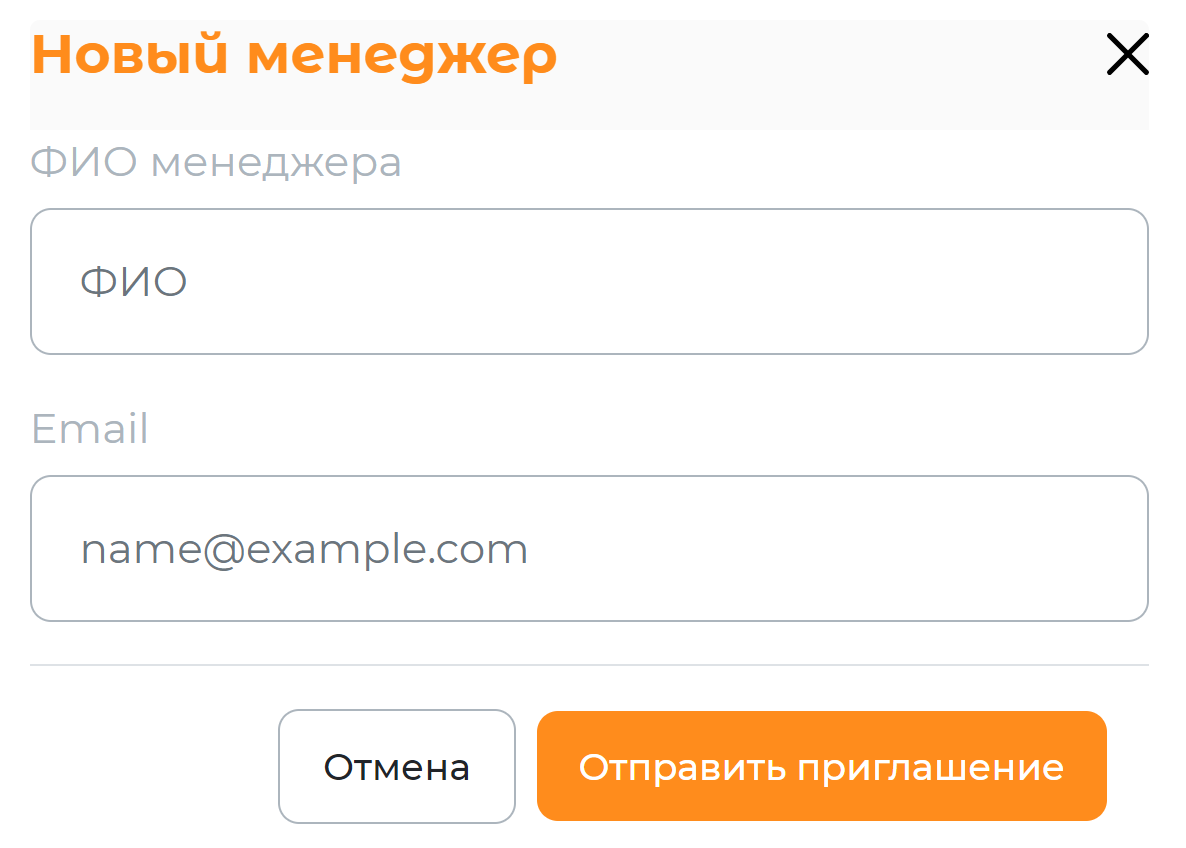 Новый менеджер
ФИО менеджера
ФИО
Email
name@example.com
Отмена
Отправить приглашение